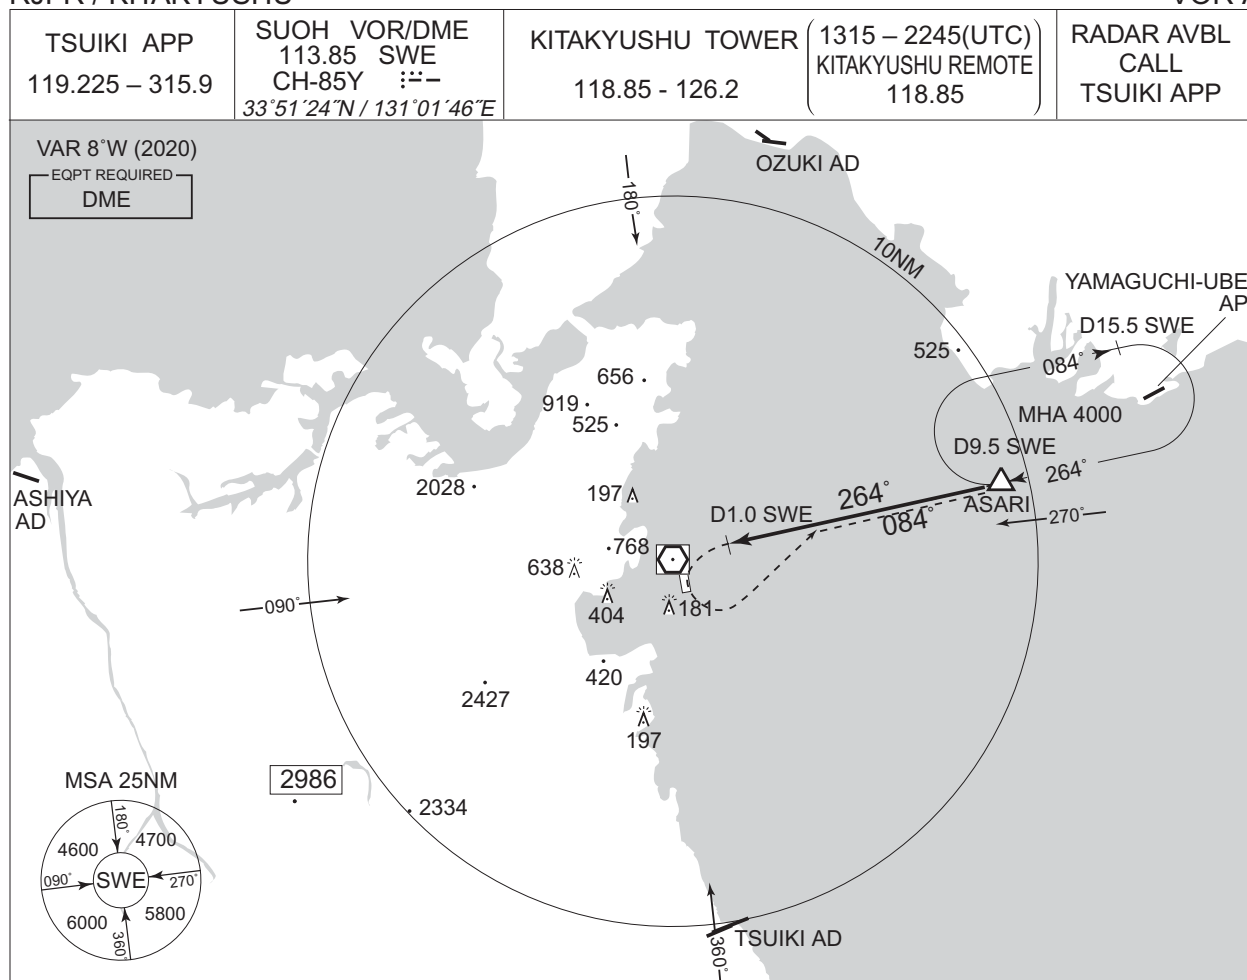 TSUIKI APP
119.225 – 315.9
SUOH VOR/DME
113.85 SWE
CH-85Y
33°51′24″N / 131°01′46″E
KITAKYUSHU TOWER
118.85 - 126.2
1315 – 2245(UTC)
KITAKYUSHU REMOTE
118.85
RADAR AVBL
CALL
TSUIKI APP
VAR 8°W (2020)
EQPT REQUIRED
DME
OZUKI AD
180°
10NM
YAMAGUCHI-UBE
AP
D15.5 SWE
525
084°
656
919
525
MHA 4000
D9.5 SWE
264°
ASARI
270°
2028
197
ASHIYA
AD
D1.0 SWE
264°
084°
768
638
404
181
090°
420
2427
197
2986
2334
MSA 25NM
180°
4600
4700
090°
SWE
270°
6000
5800
360°
TSUIKI AD
360°